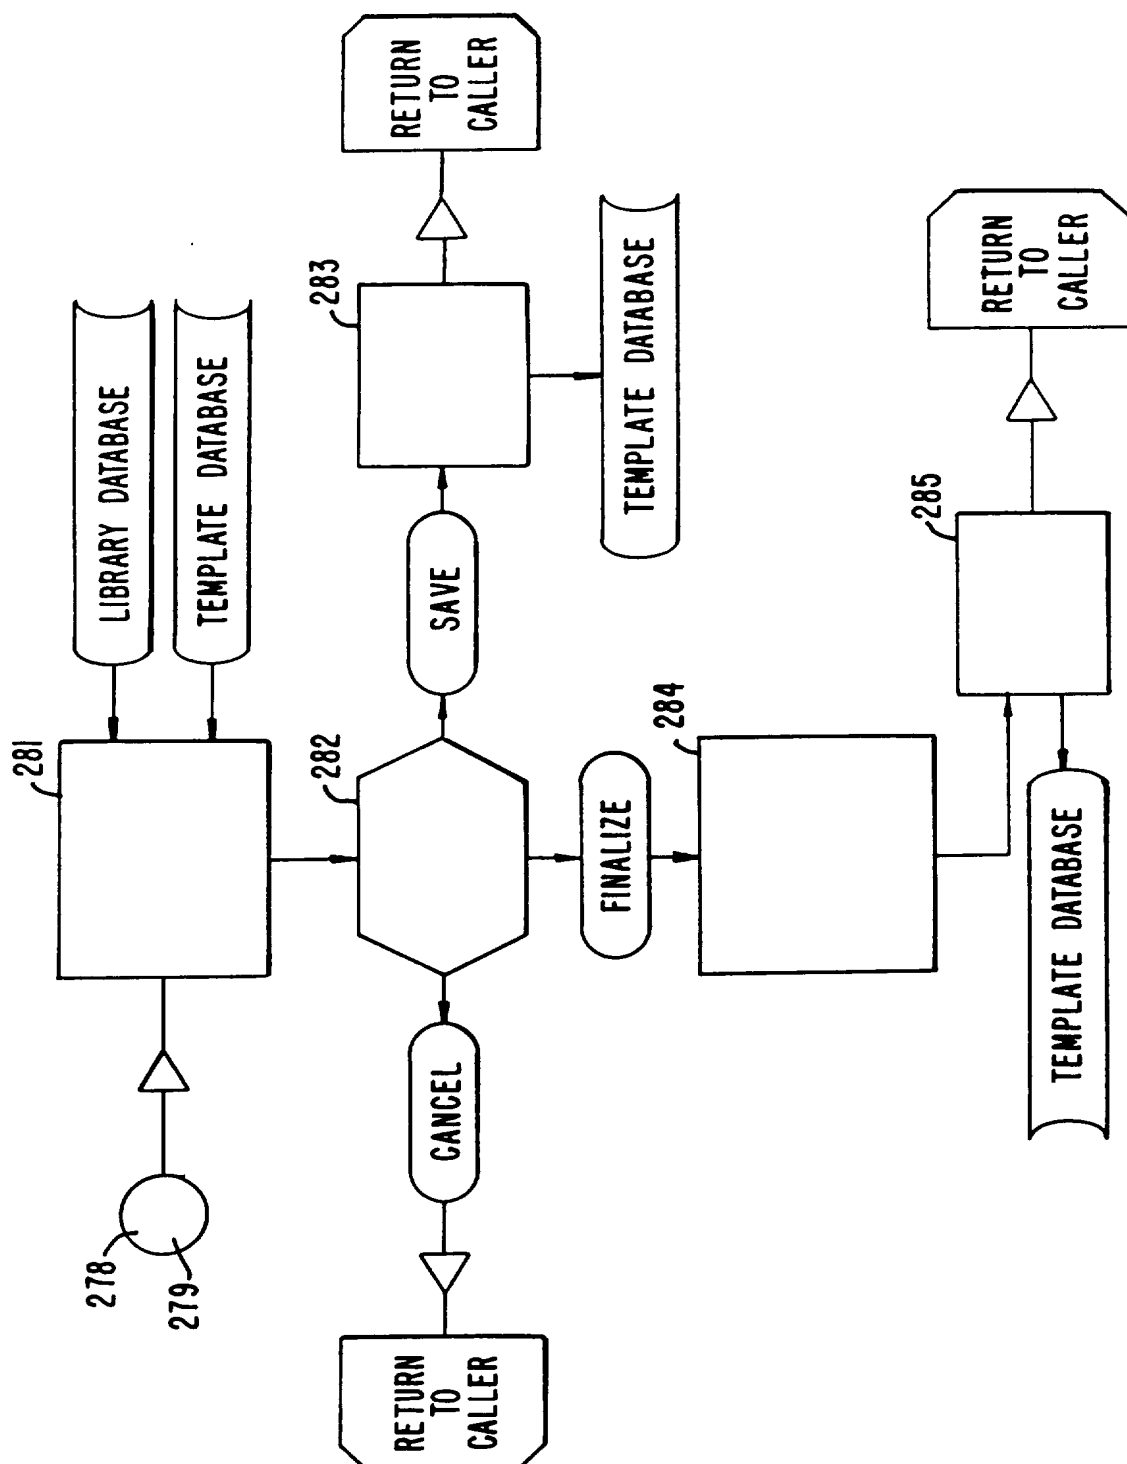 278
279
281
LIBRARY DATABASE
TEMPLATE DATABASE
RETURN
TO
CALLER
CANCEL
282
SAVE
283
RETURN
TO
CALLER
TEMPLATE DATABASE
FINALIZE
284
285
RETURN
TO
CALLER
TEMPLATE DATABASE